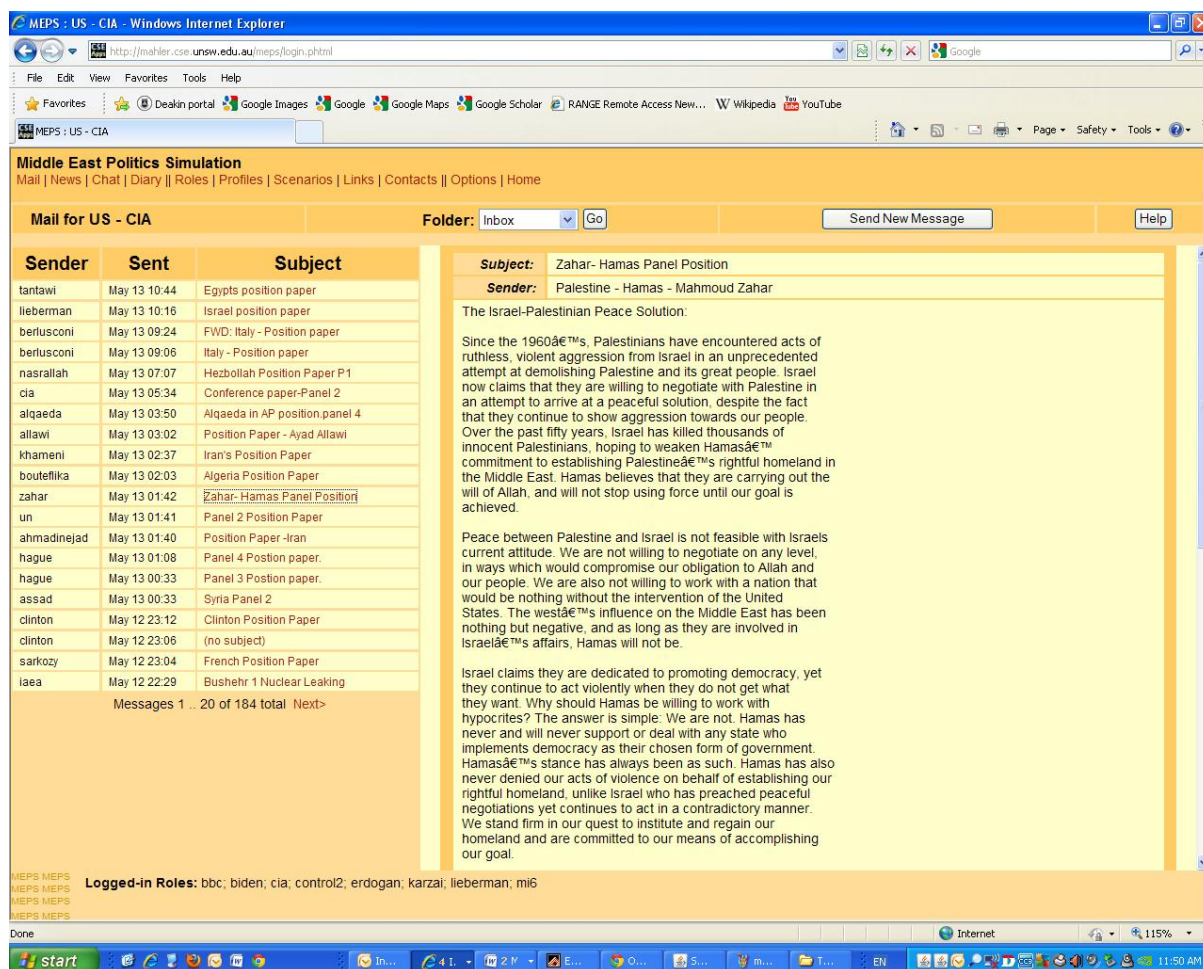 MEPS : US - CIA - Windows Internet Explorer
http://mahler.cse.unsw.edu.au/meps/login.phtml
Google
File Edit View Favorites Tools Help
Favorites Deakin portal Google Images Google Google Maps Google Scholar RANGE Remote Access New... Wikipedia YouTube
MEPS : US - CIA
Page Safety Tools
Middle East Politics Simulation
Mail | News | Chat | Diary || Roles | Profiles | Scenarios | Links | Contacts || Options | Home
Mail for US - CIA
Folder: Inbox Go
Send New Message
Help
Sender Sent Subject
tantawi May 13 10:44 Egypts position paper
lieberman May 13 10:16 Israel position paper
berlusconi May 13 09:24 FWD: Italy - Position paper
berlusconi May 13 09:06 Italy - Position paper
nasrallah May 13 07:07 Hezbollah Position Paper P1
cia May 13 05:34 Conference paper-Panel 2
alqaeda May 13 03:50 Alqaeda in AP position.panel 4
allawi May 13 03:02 Position Paper - Ayad Allawi
khameni May 13 02:37 Iran's Position Paper
bouteflika May 13 02:03 Algeria Position Paper
zahar May 13 01:42 Zahar- Hamas Panel Position
un May 13 01:41 Panel 2 Position Paper
ahmadinejad May 13 01:40 Position Paper -Iran
hague May 13 01:08 Panel 4 Postion paper.
hague May 13 00:33 Panel 3 Postion paper.
assad May 13 00:33 Syria Panel 2
clinton May 12 23:12 Clinton Position Paper
clinton May 12 23:06 (no subject)
sarkozy May 12 23:04 French Position Paper
iaea May 12 22:29 Bushehr 1 Nuclear Leaking
Messages 1 .. 20 of 184 total Next>
Subject: Zahar- Hamas Panel Position
Sender: Palestine - Hamas - Mahmoud Zahar
The Israel-Palestinian Peace Solution:
Since the 1960â€™s, Palestinians have encountered acts of
ruthless, violent aggression from Israel in an unprecedented
attempt at demolishing Palestine and its great people. Israel
now claims that they are willing to negotiate with Palestine in
an attempt to arrive at a peaceful solution, despite the fact
that they continue to show aggression towards our people.
Over the past fifty years, Israel has killed thousands of
innocent Palestinians, hoping to weaken Hamasâ€™
commitment to establishing Palestineâ€™s rightful homeland in
the Middle East. Hamas believes that they are carrying out the
will of Allah, and will not stop using force until our goal is
achieved.
Peace between Palestine and Israel is not feasible with Israels
current attitude. We are not willing to negotiate on any level,
in ways which would compromise our obligation to Allah and
our people. We are also not willing to work with a nation that
would be nothing without the intervention of the United
States. The westâ€™s influence on the Middle East has been
nothing but negative, and as long as they are involved in
Israelâ€™s affairs, Hamas will not be.
Israel claims they are dedicated to promoting democracy, yet
they continue to act violently when they do not get what
they want. Why should Hamas be willing to work with
hypocrites? The answer is simple: We are not. Hamas has
never and will never support or deal with any state who
implements democracy as their chosen form of government.
Hamasâ€™s stance has always been as such. Hamas has also
never denied our acts of violence on behalf of establishing our
rightful homeland, unlike Israel who has preached peaceful
negotiations yet continues to act in a contradictory manner.
We stand firm in our quest to institute and regain our
homeland and are committed to our means of accomplishing
our goal.
MEPS MEPS
MEPS MEPS
MEPS MEPS
MEPS MEPS
Logged-in Roles: bbc; biden; cia; control2; erdogan; karzai; lieberman; mi6
Done
Internet
115%
start
In...
4 I.
2 M
E...
O...
S...
m...
T...
EN
11:50 AM